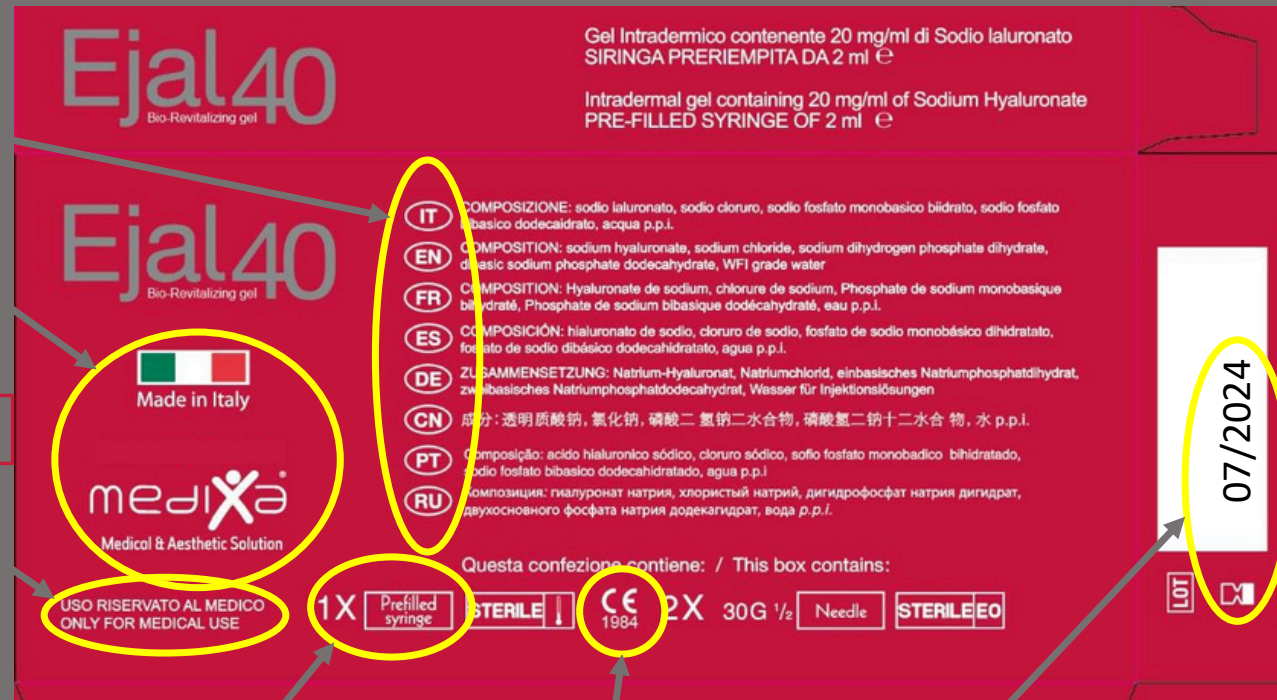 Ejal40
Bio-Revitalizing gel
Gel Intradermico contenente 20 mg/ml di Sodio Ialuronato
SIRINGA PRERIEMPITA DA 2 ml ℮
Intradermal gel containing 20 mg/ml of Sodium Hyaluronate
PRE-FILLED SYRINGE OF 2 ml ℮
Ejal40
Bio-Revitalizing gel
Made in Italy
medixa®
Medical & Aesthetic Solution
USO RISERVATO AL MEDICO
ONLY FOR MEDICAL USE
IT COMPOSIZIONE: sodio ialuronato, sodio cloruro, sodio fosfato monobasico biidrato, sodio fosfato
bibasico dodecaidrato, acqua p.p.i.
EN COMPOSITION: sodium hyaluronate, sodium chloride, sodium dihydrogen phosphate dihydrate,
dibasic sodium phosphate dodecahydrate, WFI grade water
FR COMPOSITION: Hyaluronate de sodium, chlorure de sodium, Phosphate de sodium monobasique
bihydraté, Phosphate de sodium bibasique dodécahydraté, eau p.p.i.
ES COMPOSICIÓN: hialuronato de sodio, cloruro de sodio, fosfato de sodio monobásico dihidratato,
fosfato de sodio dibásico dodecahidratato, agua p.p.i.
DE ZUSAMMENSETZUNG: Natrium-Hyaluronat, Natriumchlorid, einbasisches Natriumphosphatdihydrat,
zweibasisches Natriumphosphatdodecahydrat, Wasser für Injektionslösungen
CN 成分：透明质酸钠，氯化钠，磷酸二 氢钠二水合物，磷酸氢二钠十二水合 物，水 p.p.i.
PT Composição: acido hialuronico sódico, cloruro sódico, sofio fosfato monobadico bihidratado,
sodio fosfato bibasico dodecahidratado, agua p.p.i
RU Композиция: гиалуронат натрия, хлористый натрий, дигидрофосфат натрия дигидрат,
двухосновного фосфата натрия додекагидрат, вода p.p.i.
Questa confezione contiene: / This box contains:
1X Prefilled
syringe
STERILE
CE
1984
2X 30G 1/2 Needle STERILE EO
07/2024
LOT